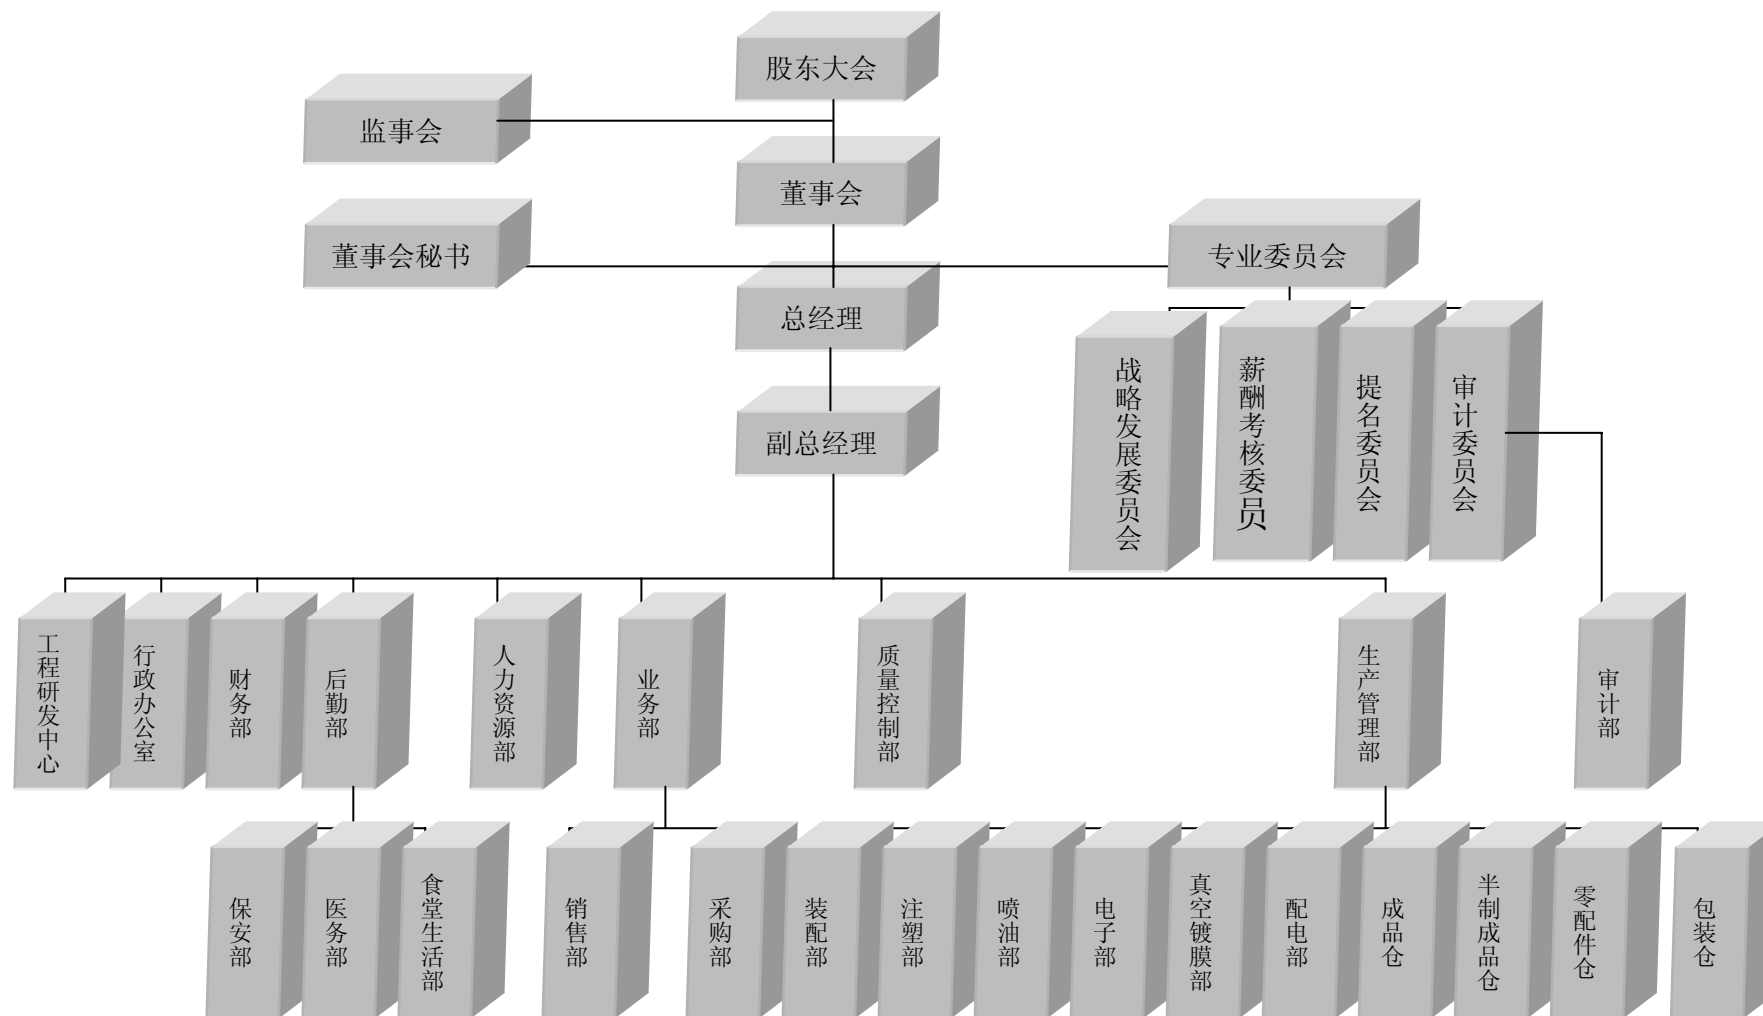 股东大会
监事会
董事会
董事会秘书
专业委员会
总经理
副总经理
战略发展委员会
薪酬考核委员
提名委员会
审计委员会
工程研发中心
行政办公室
财务部
后勤部
人力资源部
业务部
质量控制部
生产管理部
审计部
保安部
医务部
食堂生活部
销售部
采购部
装配部
注塑部
喷油部
电子部
真空镀膜部
配电部
成品仓
半制成品仓
零配件仓
包装仓